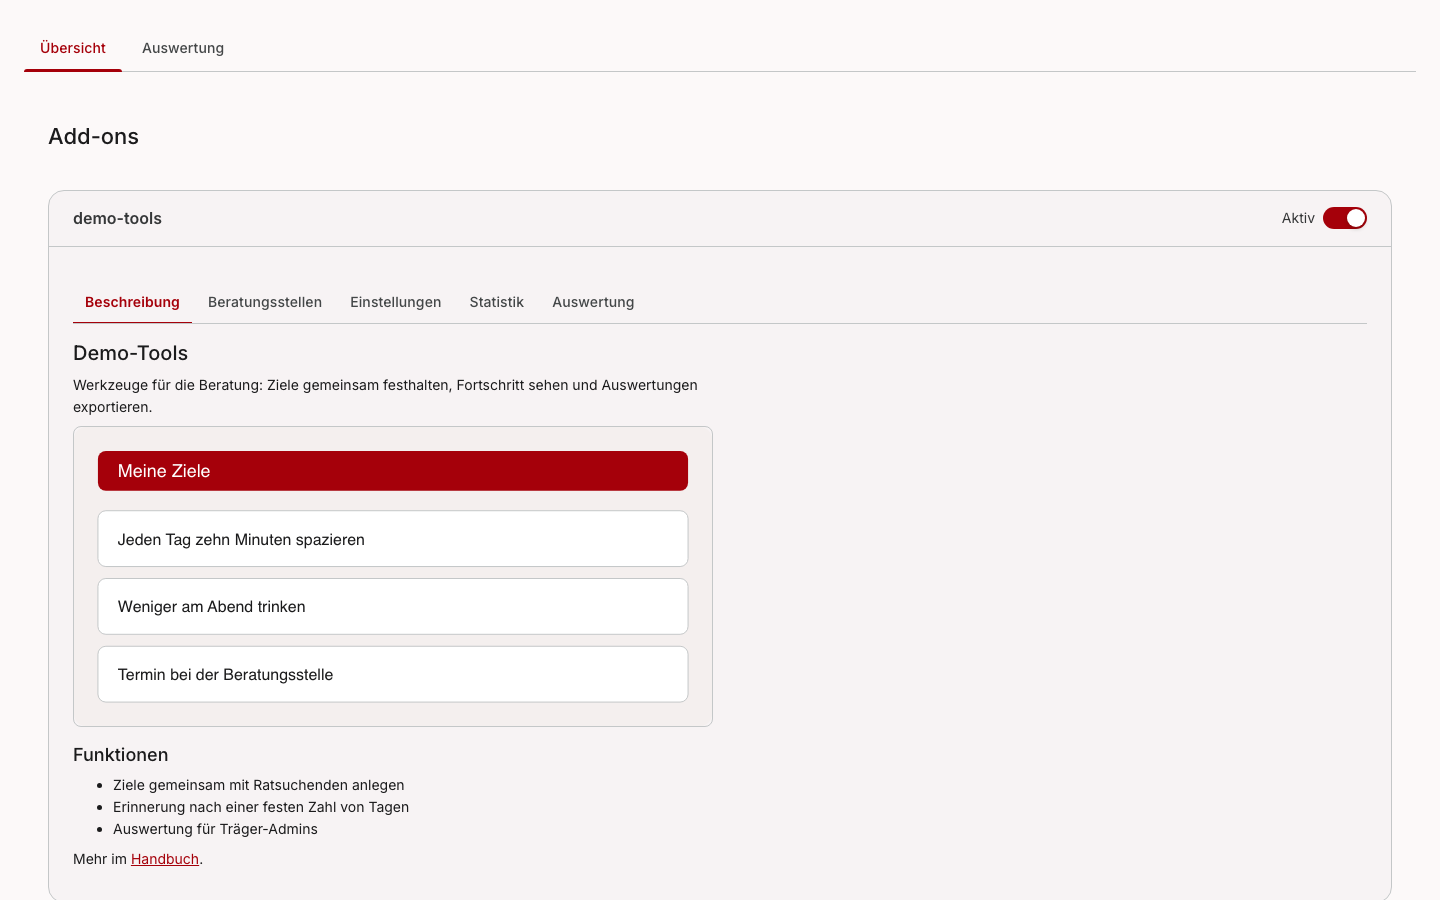 Übersicht
Auswertung
Add-ons
demo-tools
Aktiv
Beschreibung
Beratungsstellen
Einstellungen
Statistik
Auswertung
Demo-Tools
Werkzeuge für die Beratung: Ziele gemeinsam festhalten, Fortschritt sehen und Auswertungen
exportieren.
Meine Ziele
Jeden Tag zehn Minuten spazieren
Weniger am Abend trinken
Termin bei der Beratungsstelle
Funktionen
Ziele gemeinsam mit Ratsuchenden anlegen
Erinnerung nach einer festen Zahl von Tagen
Auswertung für Träger-Admins
Mehr im Handbuch.